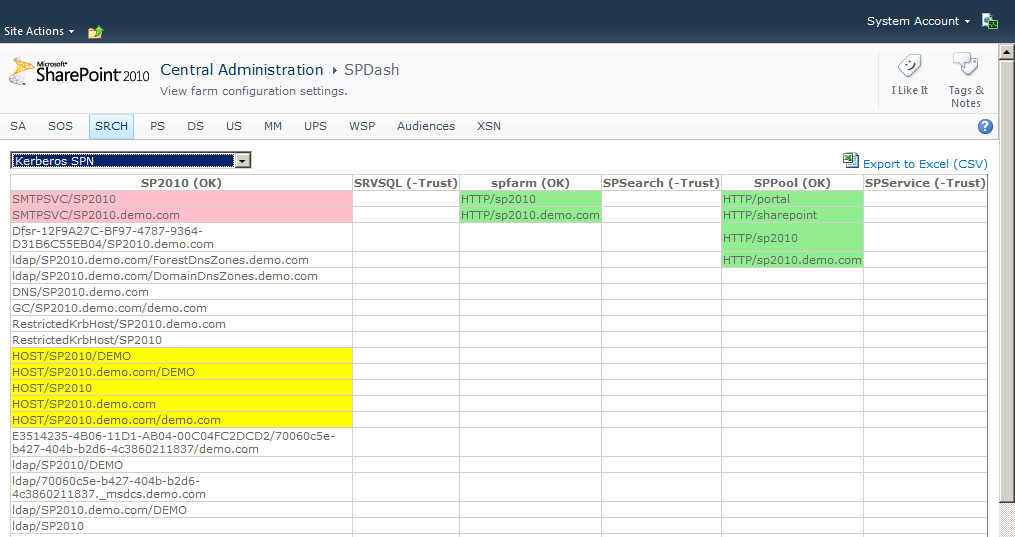 System Account
Site Actions
Microsoft®
SharePoint® 2010
Central Administration ▸ SPDash
View farm configuration settings.
I Like It
Tags &
Notes
SA SOS SRCH PS DS US MM UPS WSP Audiences XSN
Kerberos SPN
Export to Excel (CSV)
SP2010 (OK) SRVSQL (-Trust) spfarm (OK) SPSearch (-Trust) SPPool (OK) SPService (-Trust)
SMTPSVC/SP2010 HTTP/sp2010 HTTP/portal
SMTPSVC/SP2010.demo.com HTTP/sp2010.demo.com HTTP/sharepoint
Dfsr-12F9A27C-BF97-4787-9364-
D31B6C55EB04/SP2010.demo.com HTTP/sp2010
ldap/SP2010.demo.com/ForestDnsZones.demo.com HTTP/sp2010.demo.com
ldap/SP2010.demo.com/DomainDnsZones.demo.com
DNS/SP2010.demo.com
GC/SP2010.demo.com/demo.com
RestrictedKrbHost/SP2010.demo.com
RestrictedKrbHost/SP2010
HOST/SP2010/DEMO
HOST/SP2010.demo.com/DEMO
HOST/SP2010
HOST/SP2010.demo.com
HOST/SP2010.demo.com/demo.com
E3514235-4B06-11D1-AB04-00C04FC2DCD2/70060c5e-
b427-404b-b2d6-4c3860211837/demo.com
ldap/SP2010/DEMO
ldap/70060c5e-b427-404b-b2d6-
4c3860211837._msdcs.demo.com
ldap/SP2010.demo.com/DEMO
ldap/SP2010